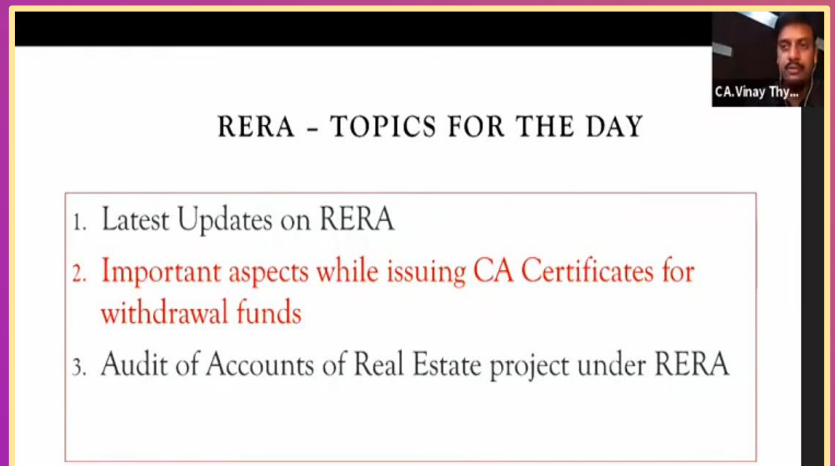 CA.Vinay Thy...
RERA – TOPICS FOR THE DAY
1. Latest Updates on RERA
2. Important aspects while issuing CA Certificates for
withdrawal funds
3. Audit of Accounts of Real Estate project under RERA